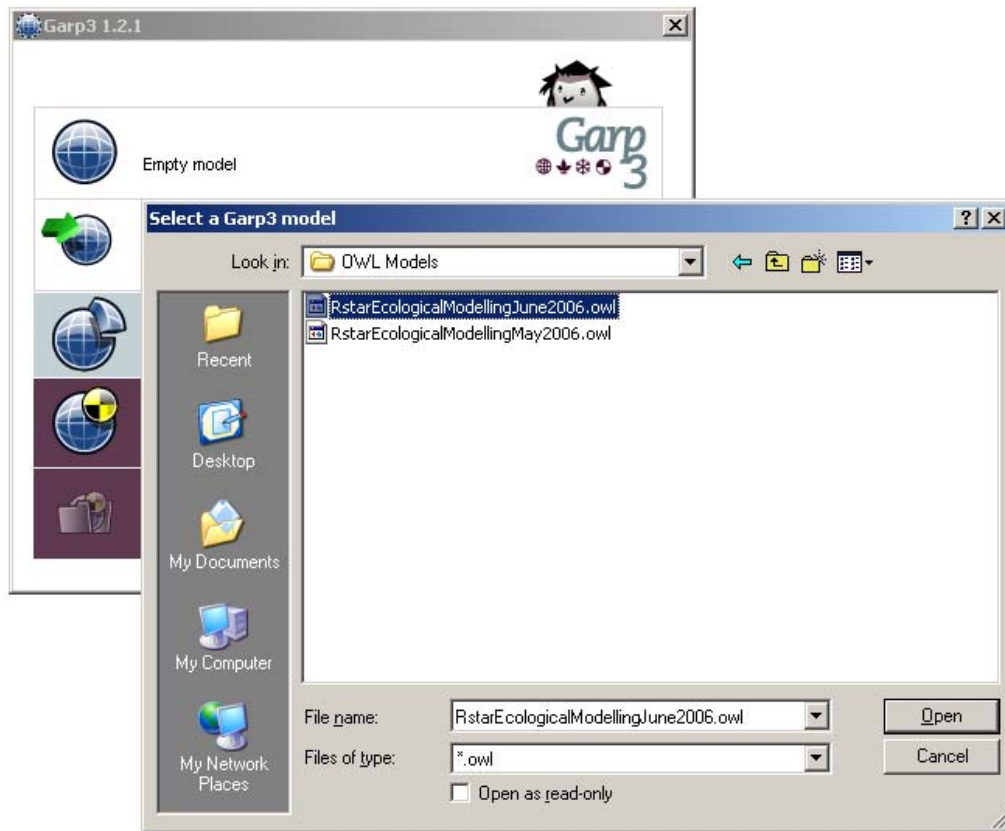 Garp3 1.2.1
Garp
3
Empty model
Select a Garp3 model
Look in: OWL Models
RstarEcologicalModellingJune2006.owl
RstarEcologicalModellingMay2006.owl
Recent
Desktop
My Documents
My Computer
My Network
Places
File name: RstarEcologicalModellingJune2006.owl Open
Files of type: *.owl Cancel
Open as read-only